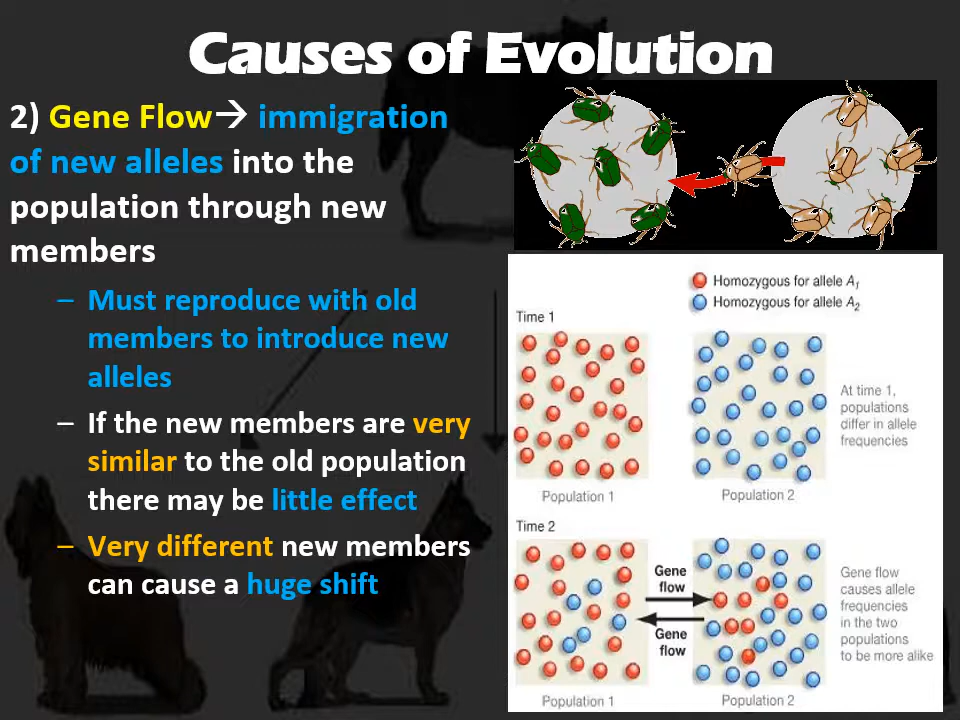 Causes of Evolution
2) Gene Flow→ immigration
of new alleles into the
population through new
members
– Must reproduce with old
members to introduce new
alleles
– If the new members are very
similar to the old population
there may be little effect
– Very different new members
can cause a huge shift
Homozygous for allele A1
Homozygous for allele A2
Time 1
At time 1,
populations
differ in allele
frequencies
Population 1
Population 2
Time 2
Gene
flow
Gene
flow
Gene flow
causes allele
frequencies
in the two
populations
to be more alike
Population 1
Population 2